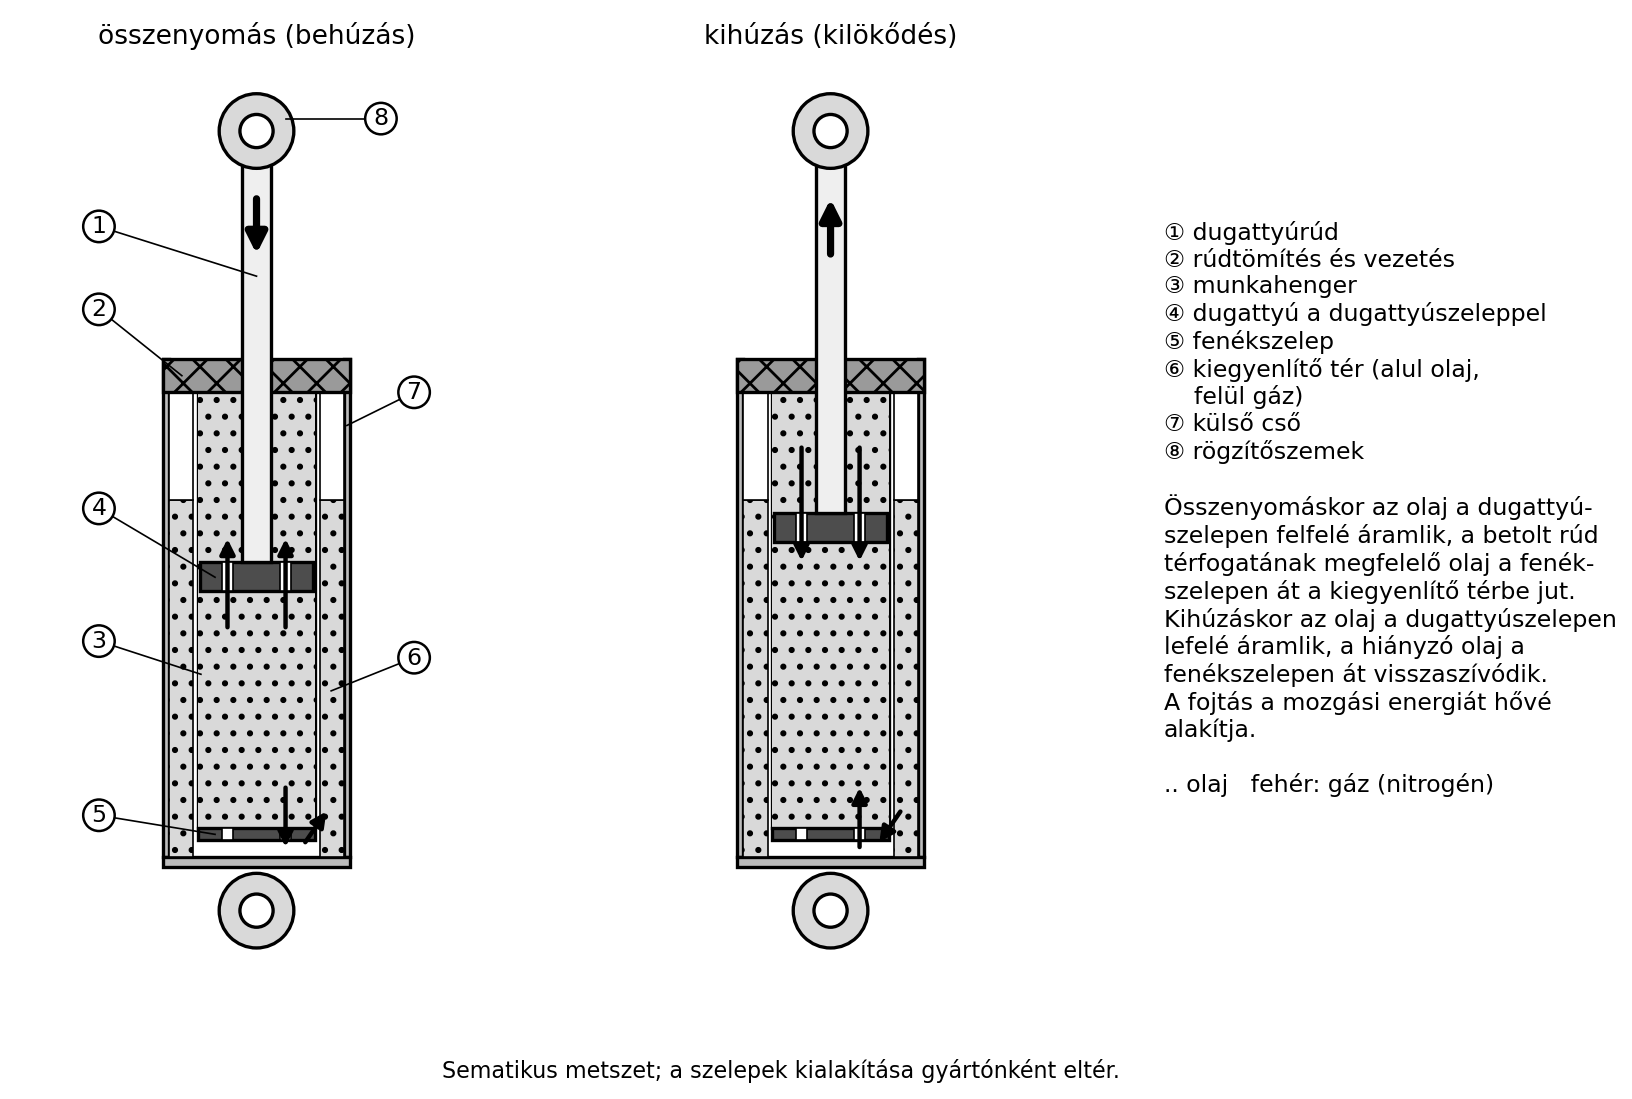 összenyomás (behúzás)
kihúzás (kilökődés)
8
1
2
7
4
3
6
5
① dugattyúrúd
② rúdtömítés és vezetés
③ munkahenger
④ dugattyú a dugattyúszeleppel
⑤ fenékszelep
⑥ kiegyenlítő tér (alul olaj,
felül gáz)
⑦ külső cső
⑧ rögzítőszemek
Összenyomáskor az olaj a dugattyú-
szelepen felfelé áramlik, a betolt rúd
térfogatának megfelelő olaj a fenék-
szelepen át a kiegyenlítő térbe jut.
Kihúzáskor az olaj a dugattyúszelepen
lefelé áramlik, a hiányzó olaj a
fenékszelepen át visszaszívódik.
A fojtás a mozgási energiát hővé
alakítja.
.. olaj   fehér: gáz (nitrogén)
Sematikus metszet; a szelepek kialakítása gyártónként eltér.